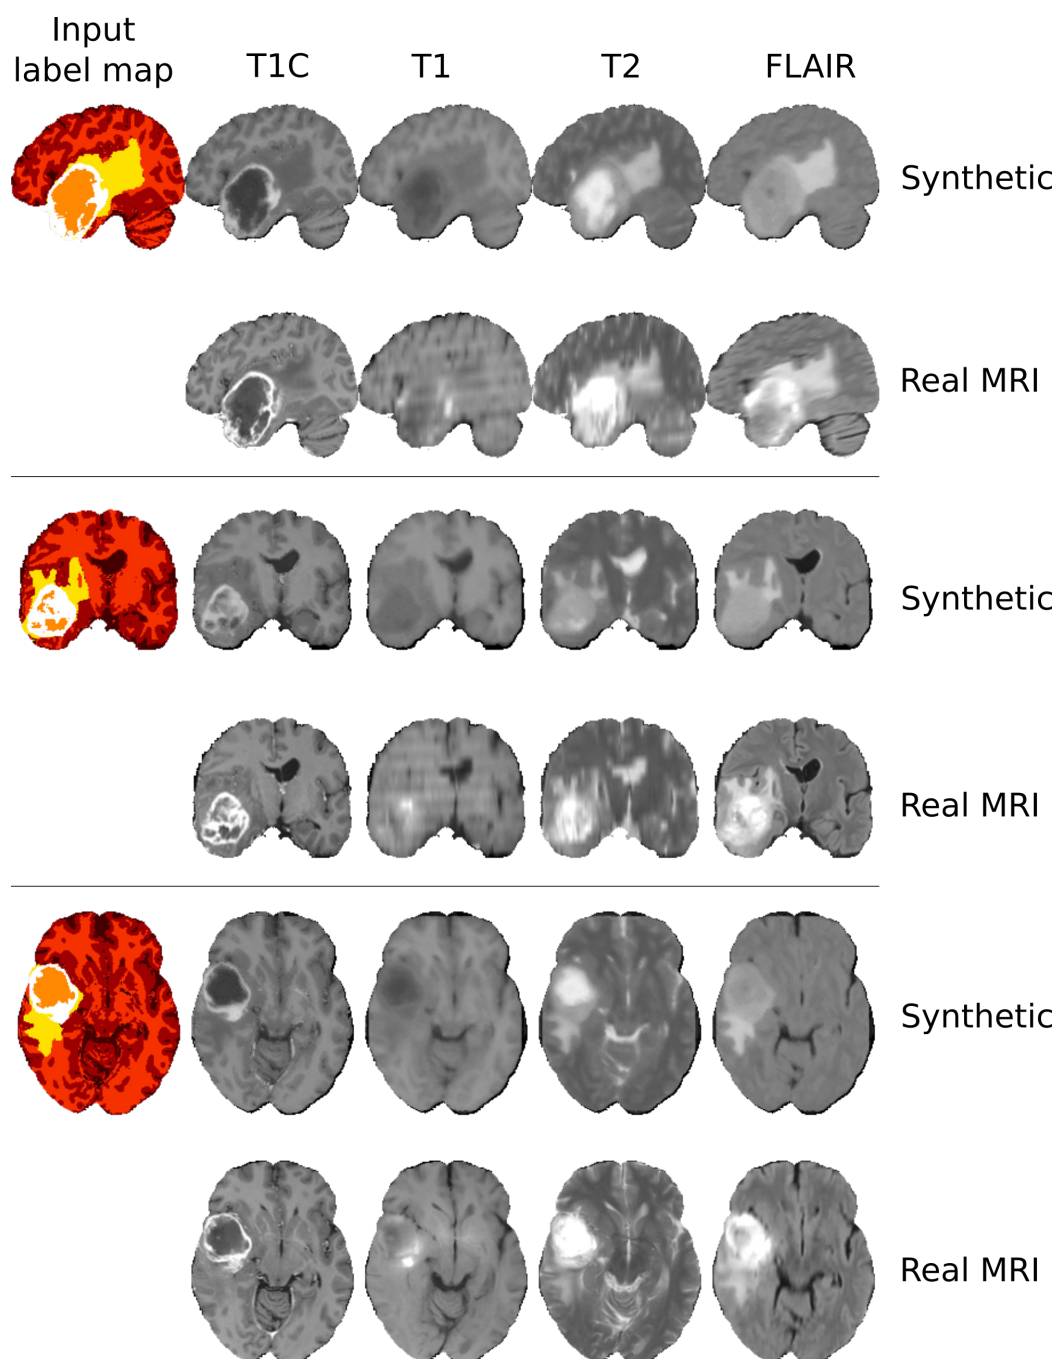 Input
label map
T1C
T1
T2
FLAIR
Synthetic
Real MRI
Synthetic
Real MRI
Synthetic
Real MRI